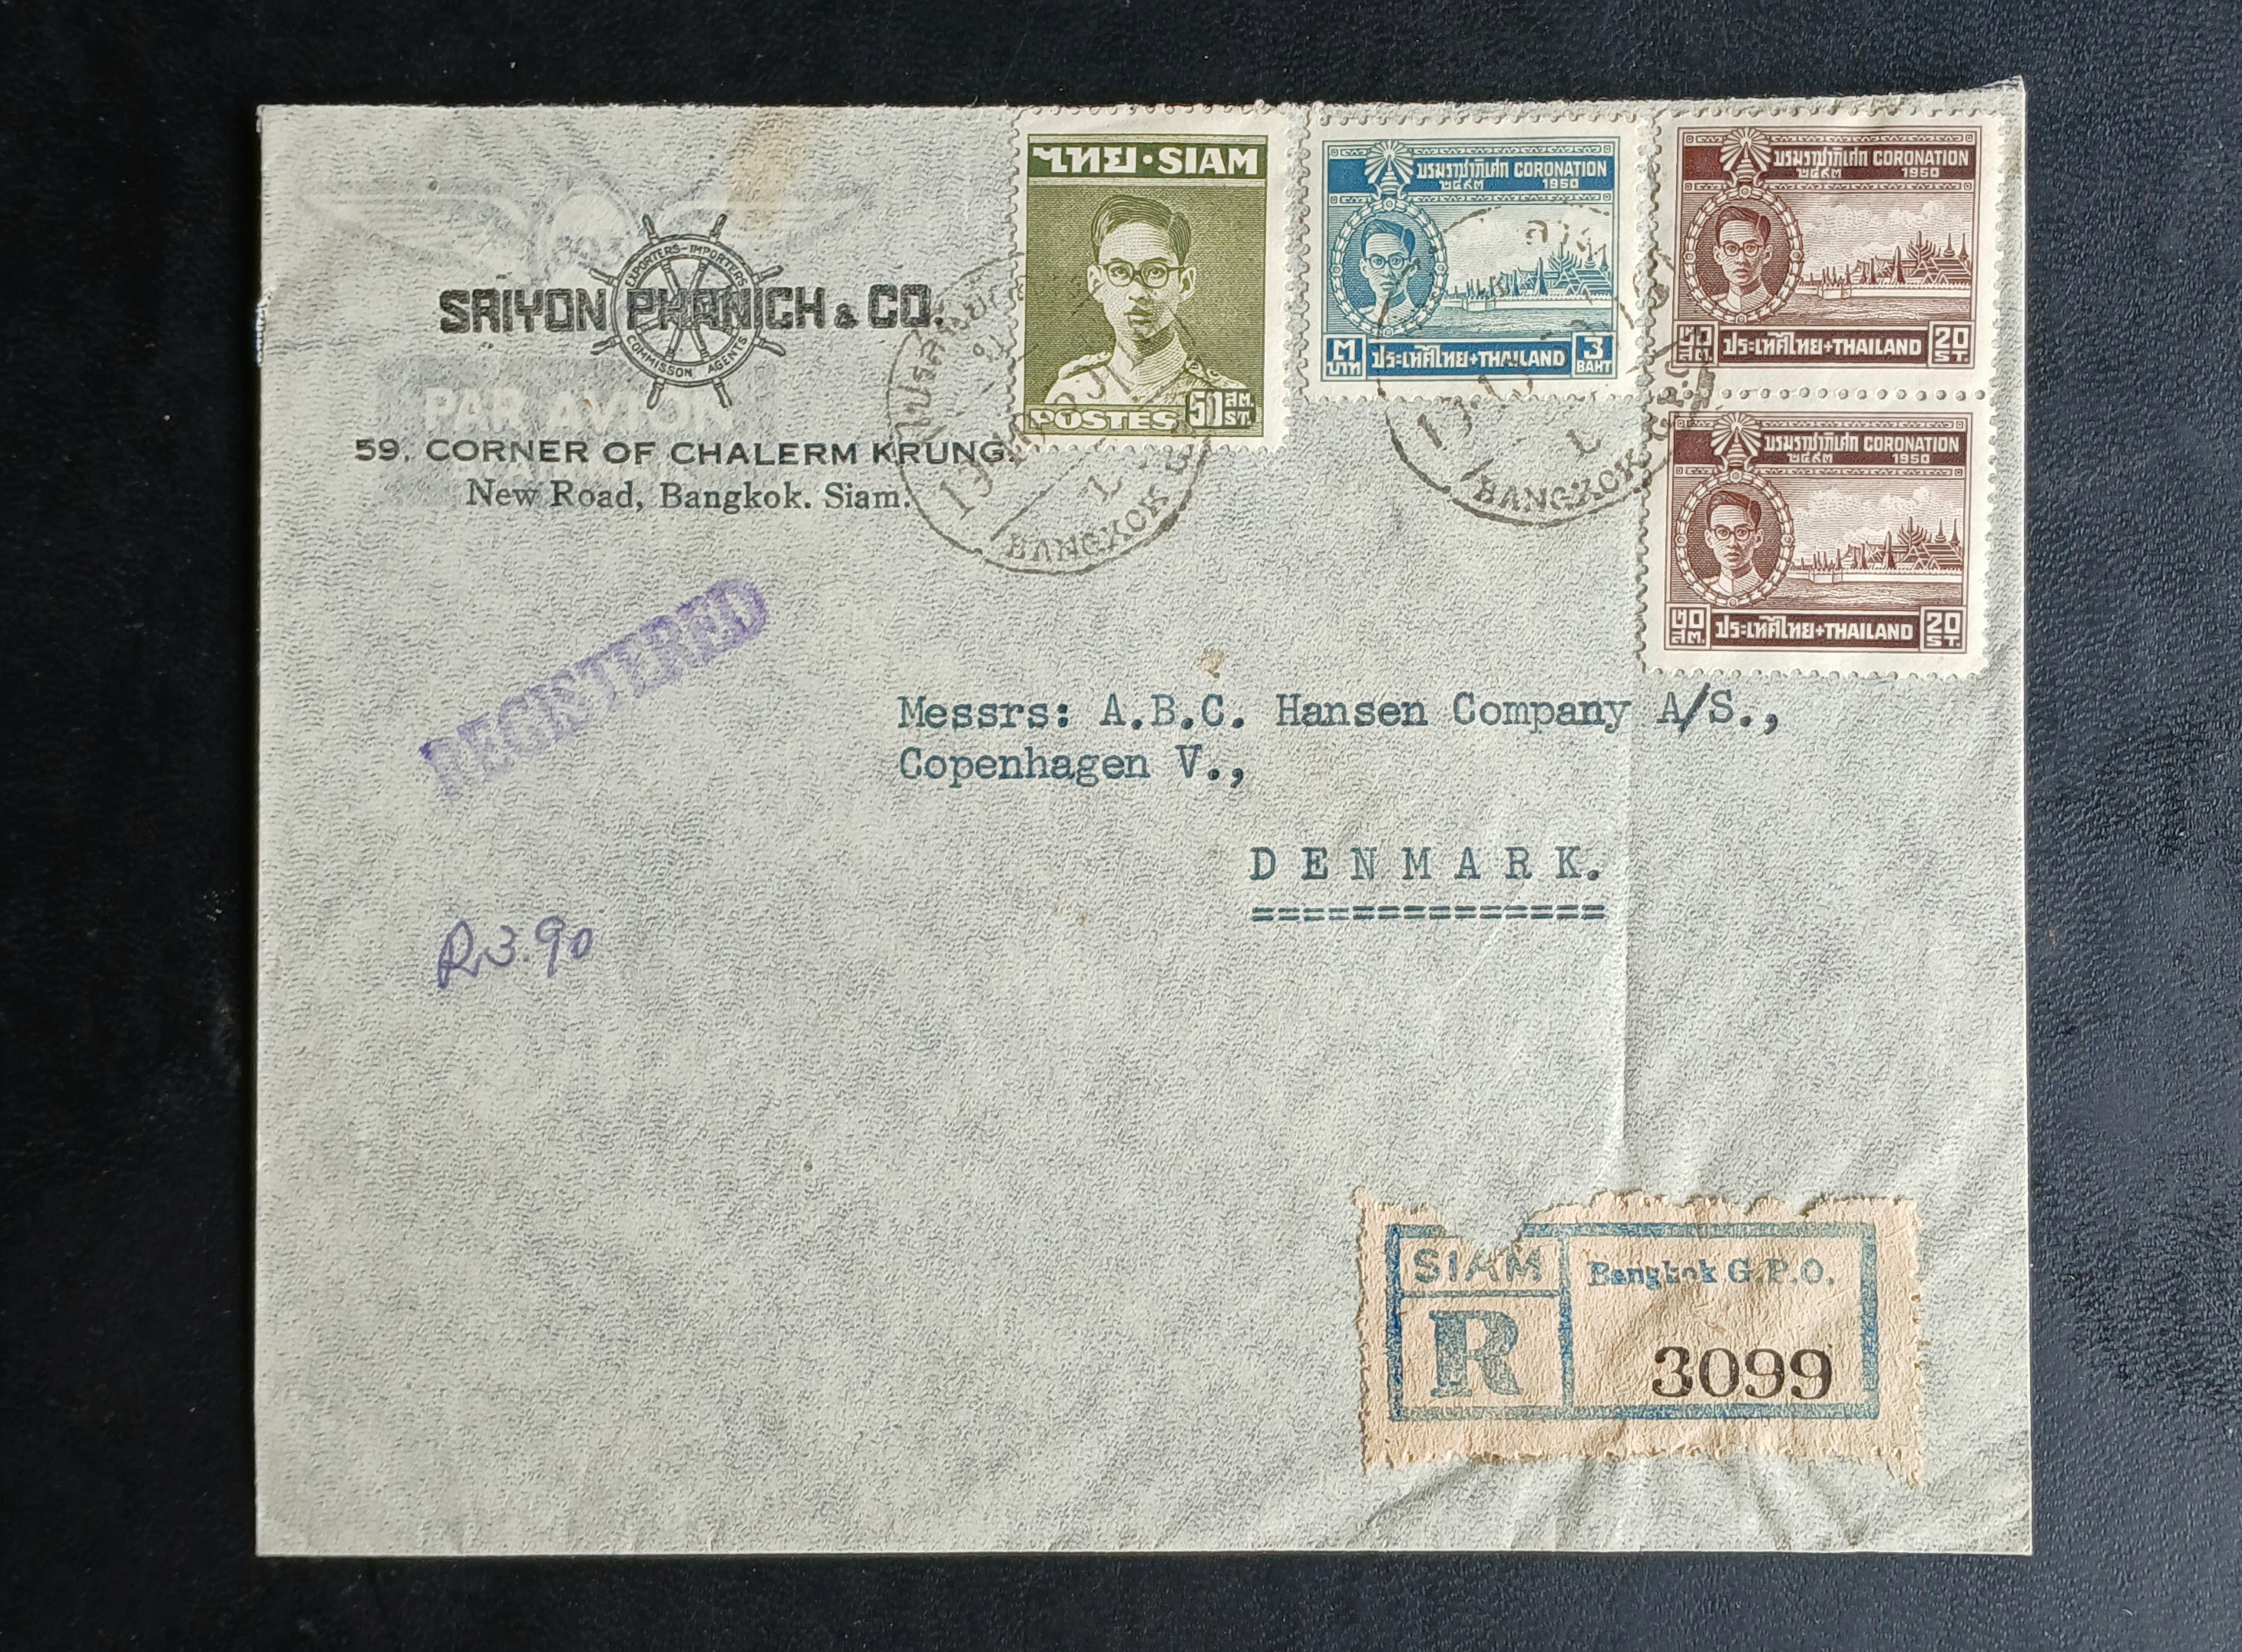 SAIYON PHANICH & CO.
EXPORTERS-IMPORTERS
COMMISSON AGENTS
PAR AVION
59, CORNER OF CHALERM KRUNG.
New Road, Bangkok. Siam.
ไทย·SIAM
POSTES 50 สต. ST.
บรมราชาภิเศก CORONATION
๒๔๙๓ 1950
๓ บาท ประเทศไทย+THAILAND 3 BAHT
บรมราชาภิเศก CORONATION
๒๔๙๓ 1950
๒๐ สต. ประเทศไทย+THAILAND 20 ST.
บรมราชาภิเศก CORONATION
๒๔๙๓ 1950
๒๐ สต. ประเทศไทย+THAILAND 20 ST.
BANGKOK
BANGKOK
REGISTERED
Messrs: A.B.C. Hansen Company A/S.,
Copenhagen V.,
D E N M A R K.
R.3.90
SIAM Bangkok G.P.O.
R 3099